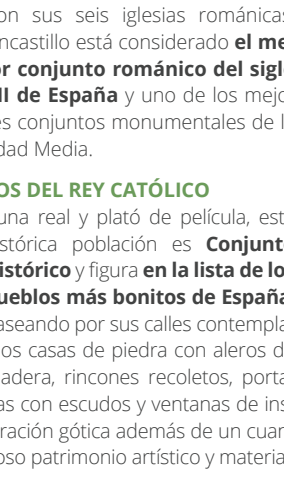 on sus seis iglesias románicas
ncastillo está considerado el me
or conjunto románico del siglo
II de España y uno de los mejo
es conjuntos monumentales de l
dad Media.
OS DEL REY CATÓLICO
una real y plató de película, est
stórica población es Conjunto
istórico y figura en la lista de lo
ueblos más bonitos de España
aseando por sus calles contempla
os casas de piedra con aleros d
adera, rincones recoletos, porta
as con escudos y ventanas de ins
ración gótica además de un cuan
oso patrimonio artístico y materia